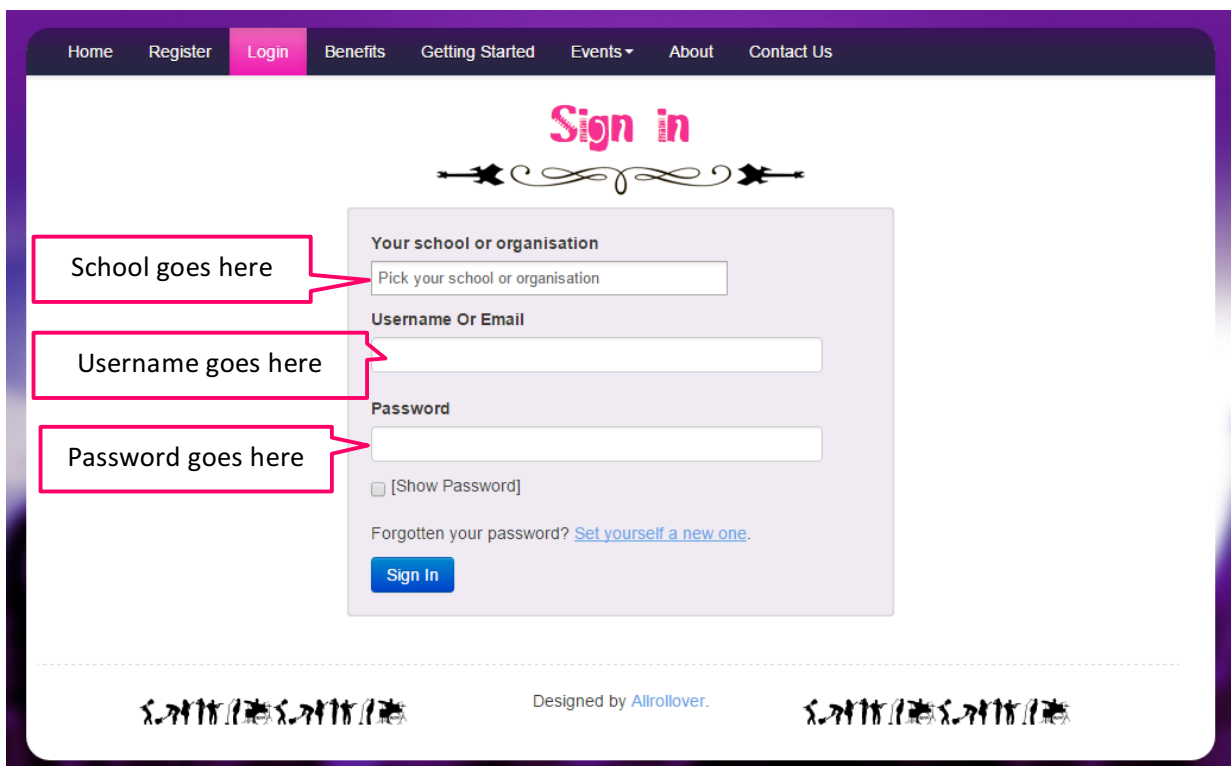 Home Register Login Benefits Getting Started Events About Contact Us
Sign in
Your school or organisation
School goes here
Pick your school or organisation
Username Or Email
Username goes here
Password
Password goes here
[Show Password]
Forgotten your password? Set yourself a new one.
Sign In
Designed by Allrollover.